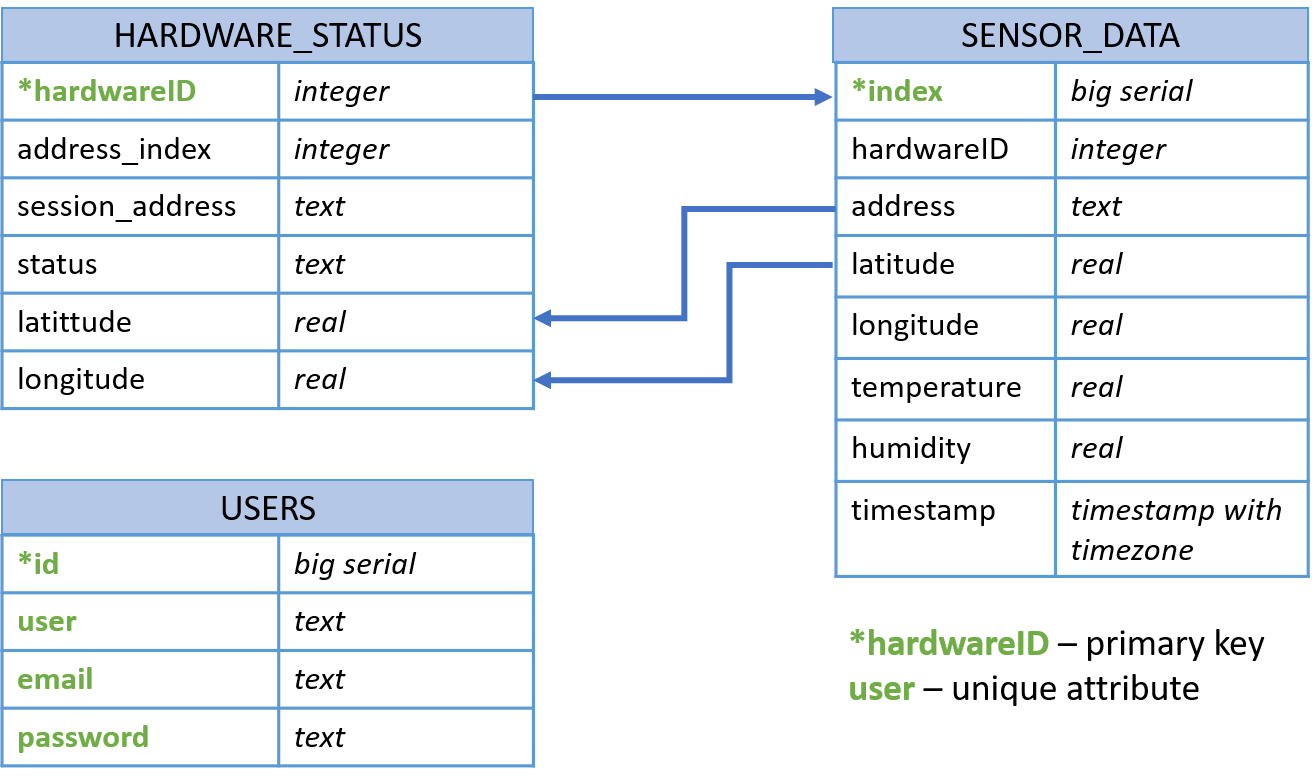 HARDWARE_STATUS
*hardwareID integer
address_index integer
session_address text
status text
latittude real
longitude real
SENSOR_DATA
*index big serial
hardwareID integer
address text
latitude real
longitude real
temperature real
humidity real
timestamp timestamp with
timezone
USERS
*id big serial
user text
email text
password text
*hardwareID – primary key
user – unique attribute